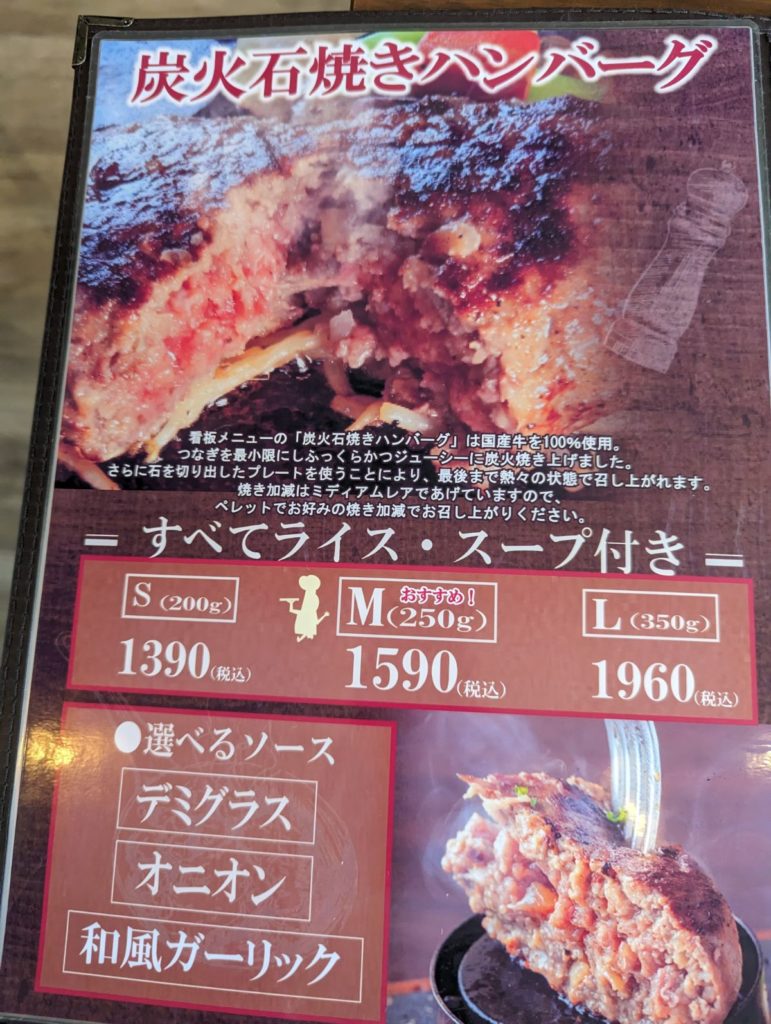 炭火石焼きハンバーグ
看板メニューの「炭火石焼きハンバーグ」は国産牛を100%使用。
つなぎを最小限にしふっくらかつジューシーに炭火焼き上げました。
さらに石を切り出したプレートを使うことにより、最後まで熱々の状態で召し上がれます。
焼き加減はミディアムレアであげていますので、
ペレットでお好みの焼き加減でお召し上がりください。
すべてライス・スープ付き
S(200g)
1390(税込)
おすすめ!
M(250g)
1590(税込)
L(350g)
1960(税込)
●選べるソース
デミグラス
オニオン
和風ガーリック